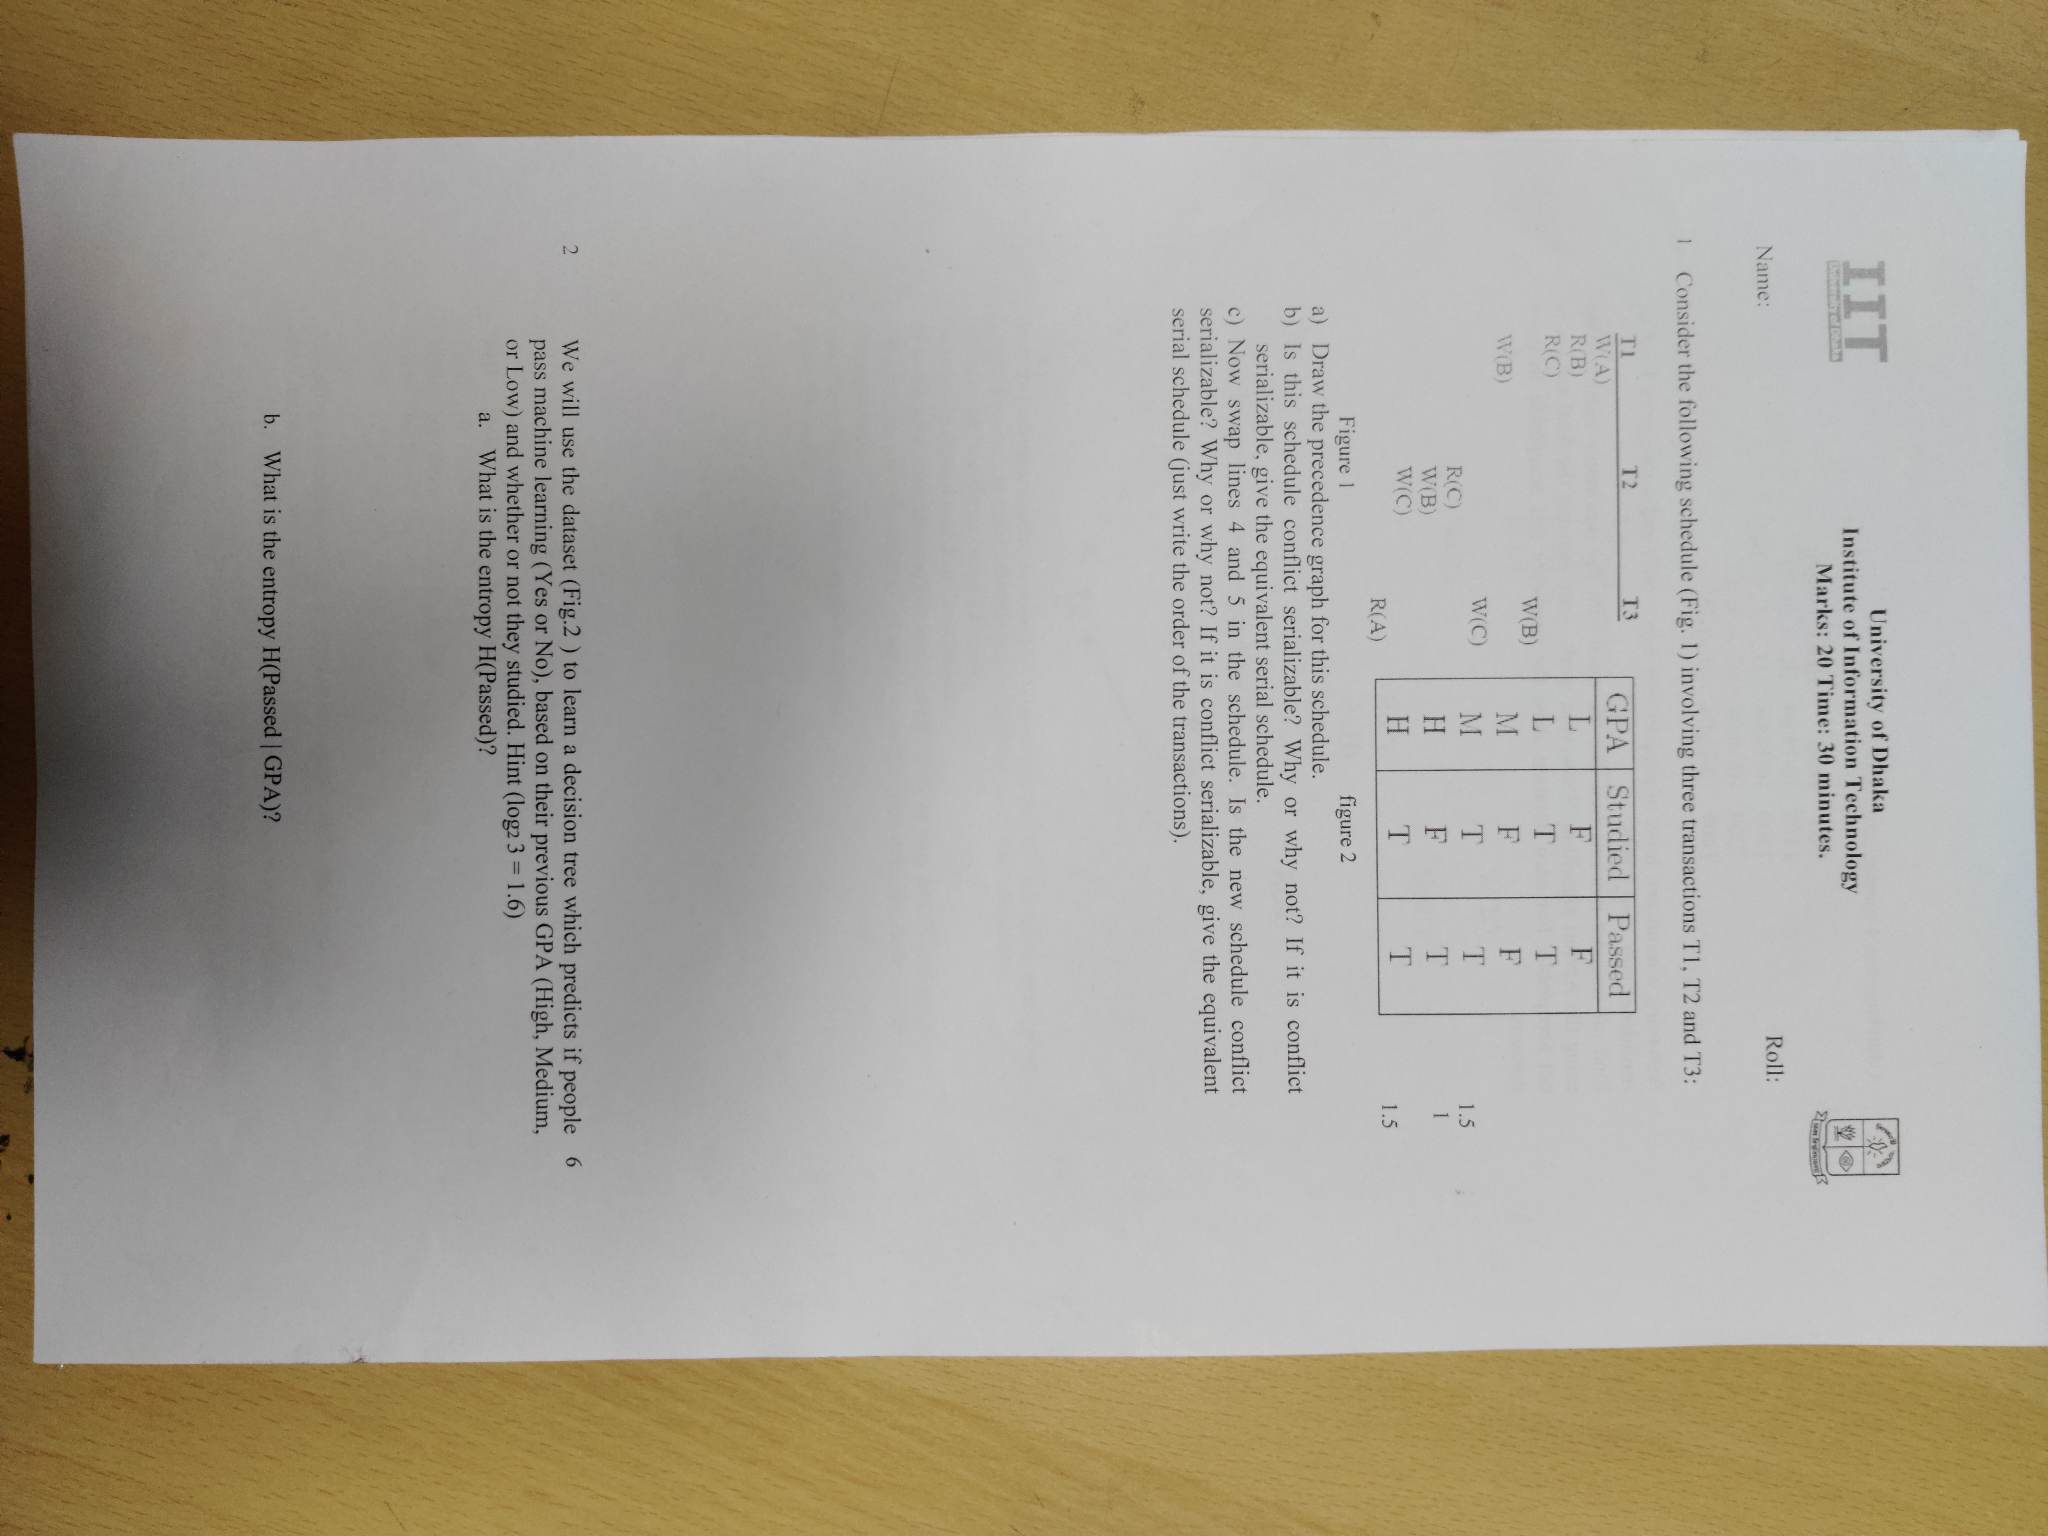 IIT
University of Dhaka
University of Dhaka
Institute of Information Technology
Marks: 20 Time: 30 minutes.
Name:
Roll:
1 Consider the following schedule (Fig. 1) involving three transactions T1, T2 and T3:
T1 T2 T3
W(A)
R(B)
R(C)
W(B)
W(B)
W(C)
R(C)
W(B)
W(C)
R(A)
Figure 1
GPA Studied Passed
L F F
L T T
M F F
M T T
H F T
H T T
figure 2
1.5
1
1.5
a) Draw the precedence graph for this schedule.
b) Is this schedule conflict serializable? Why or why not? If it is conflict
serializable, give the equivalent serial schedule.
c) Now swap lines 4 and 5 in the schedule. Is the new schedule conflict
serializable? Why or why not? If it is conflict serializable, give the equivalent
serial schedule (just write the order of the transactions).
2 We will use the dataset (Fig.2 ) to learn a decision tree which predicts if people 6
pass machine learning (Yes or No), based on their previous GPA (High, Medium,
or Low) and whether or not they studied. Hint (log2 3 = 1.6)
a. What is the entropy H(Passed)?
b. What is the entropy H(Passed | GPA)?